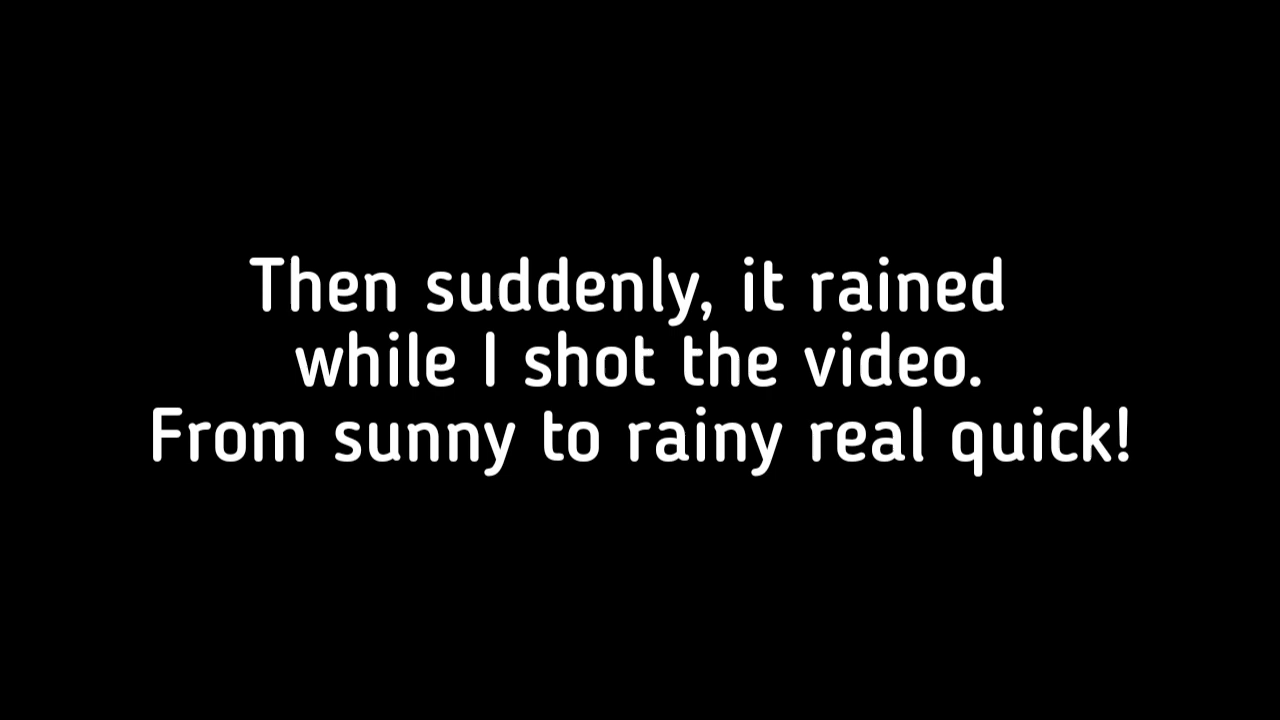 Then suddenly, it rained
while I shot the video.
From sunny to rainy real quick!